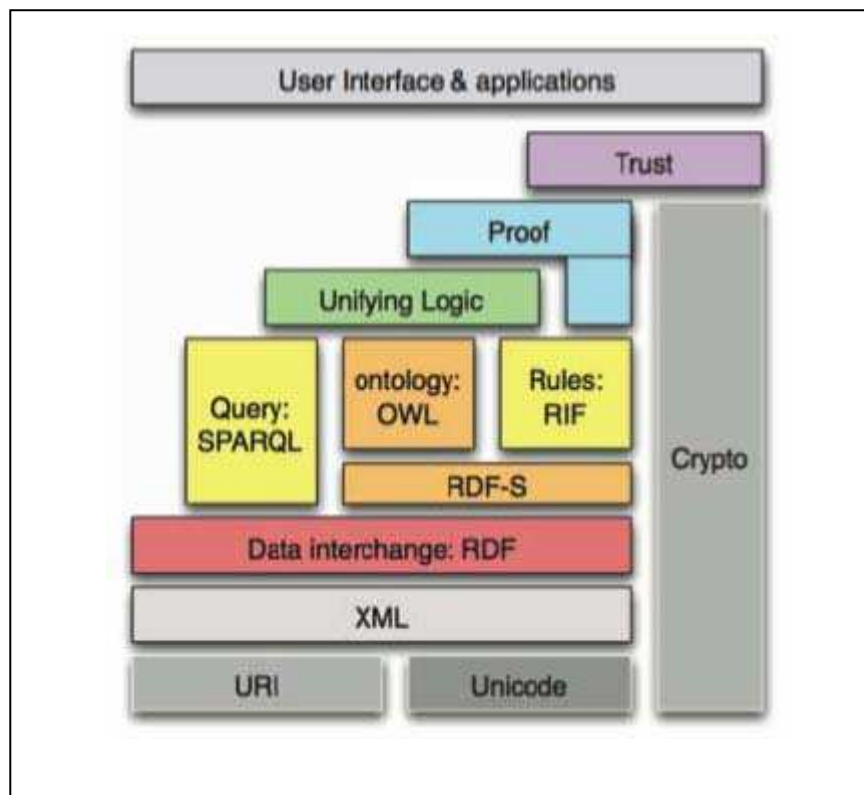 User Interface & applications
Trust
Proof
Unifying Logic
Query:
SPARQL
ontology:
OWL
Rules:
RIF
Crypto
RDF-S
Data interchange: RDF
XML
URI
Unicode